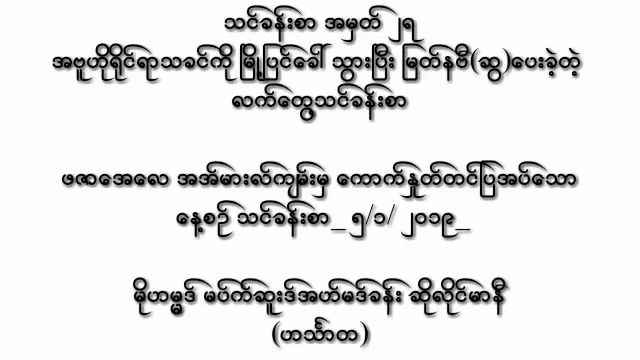 သင်ခန်းစာ အမှတ် ၂၅
အဗူဟိုရိုင်ရာသခင်ကို မြို့ပြင်ခေါ် သွားပြီး မြတ်နဗီ(ဆွ)ပေးခဲ့တဲ့
လက်တွေ့သင်ခန်းစာ
ဖဇာအေလေ အအ်မားလ်ကျမ်းမှ ကောက်နှုတ်တင်ပြအပ်သော
နေ့စဉ် သင်ခန်းစာ_ ၅/၁/ ၂၀၁၉_
မိုဟမ္မဒ် မပ်က်ဆူးဒ်အဟ်မဒ်ခန်း ဆိုလိုင်မာနီ
(ဟင်္သာတ)